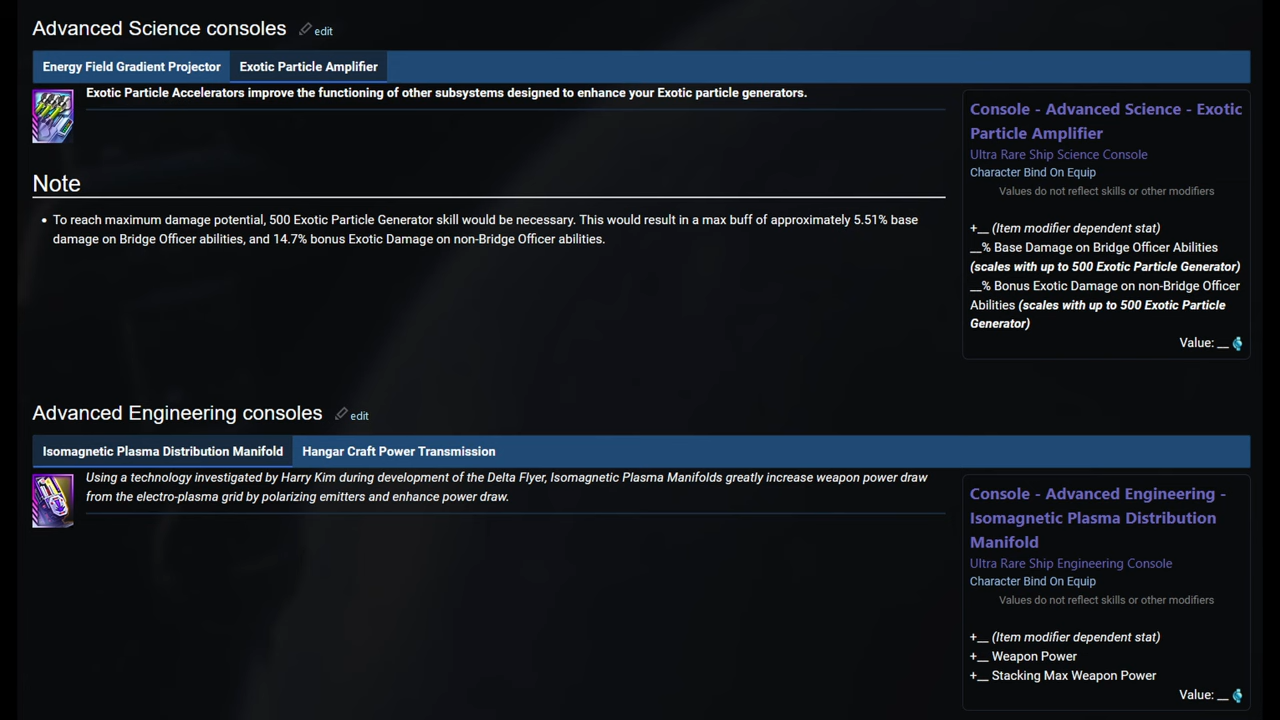 Advanced Science consoles edit
Energy Field Gradient Projector Exotic Particle Amplifier
Exotic Particle Accelerators improve the functioning of other subsystems designed to enhance your Exotic particle generators.
Note
• To reach maximum damage potential, 500 Exotic Particle Generator skill would be necessary. This would result in a max buff of approximately 5.51% base
damage on Bridge Officer abilities, and 14.7% bonus Exotic Damage on non-Bridge Officer abilities.
Console - Advanced Science - Exotic
Particle Amplifier
Ultra Rare Ship Science Console
Character Bind On Equip
Values do not reflect skills or other modifiers
+__ (Item modifier dependent stat)
__% Base Damage on Bridge Officer Abilities
(scales with up to 500 Exotic Particle Generator)
__% Bonus Exotic Damage on non-Bridge Officer
Abilities (scales with up to 500 Exotic Particle
Generator)
Value: __
Advanced Engineering consoles edit
Isomagnetic Plasma Distribution Manifold Hangar Craft Power Transmission
Using a technology investigated by Harry Kim during development of the Delta Flyer, Isomagnetic Plasma Manifolds greatly increase weapon power draw
from the electro-plasma grid by polarizing emitters and enhance power draw.
Console - Advanced Engineering -
Isomagnetic Plasma Distribution
Manifold
Ultra Rare Ship Engineering Console
Character Bind On Equip
Values do not reflect skills or other modifiers
+__ (Item modifier dependent stat)
+__ Weapon Power
+__ Stacking Max Weapon Power
Value: __